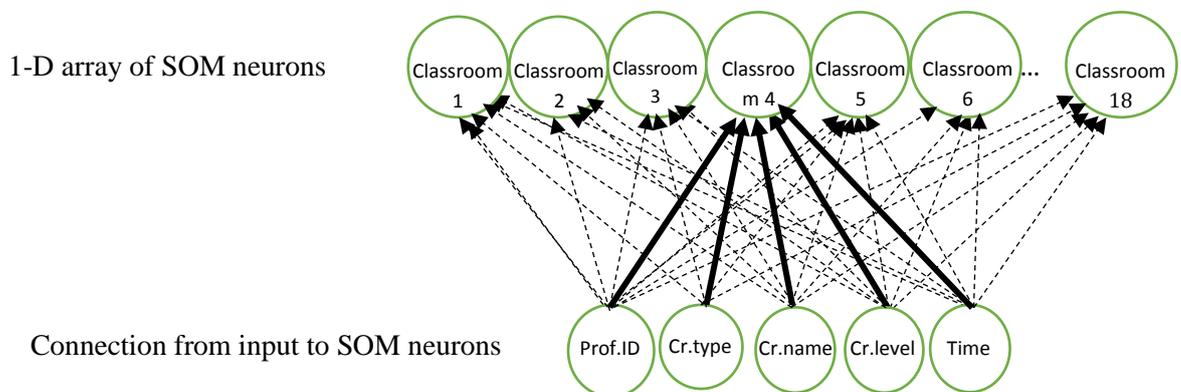 1-D array of SOM neurons
Classroom
1
Classroom
2
Classroom
3
Classroo
m 4
Classroom
5
Classroom
6
...
Classroom
18
Connection from input to SOM neurons
Prof.ID
Cr.type
Cr.name
Cr.level
Time